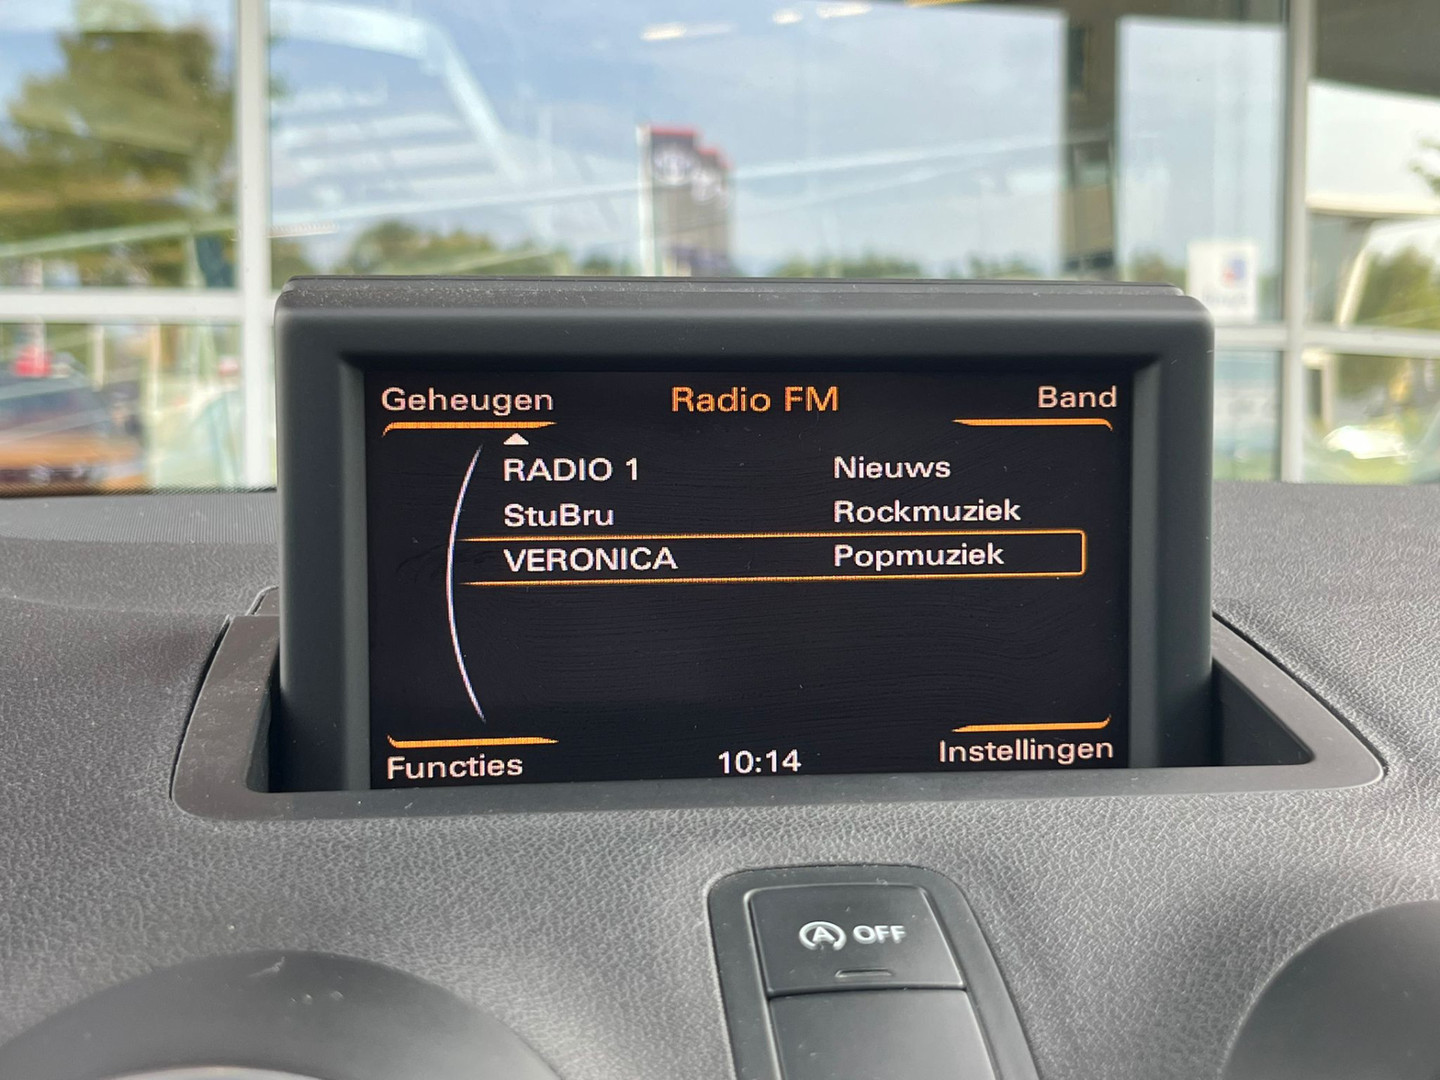 Geheugen Radio FM Band
RADIO 1 Nieuws
StuBru Rockmuziek
VERONICA Popmuziek
Functies 10:14 Instellingen
A OFF